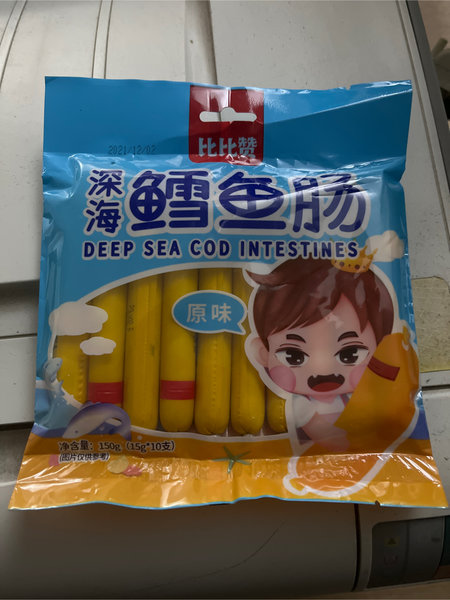 2021/12/02
比比赞
深海
鳕鱼肠
DEEP SEA COD INTESTINES
原味
净含量：150g（15g*10支）
(图片仅供参考)